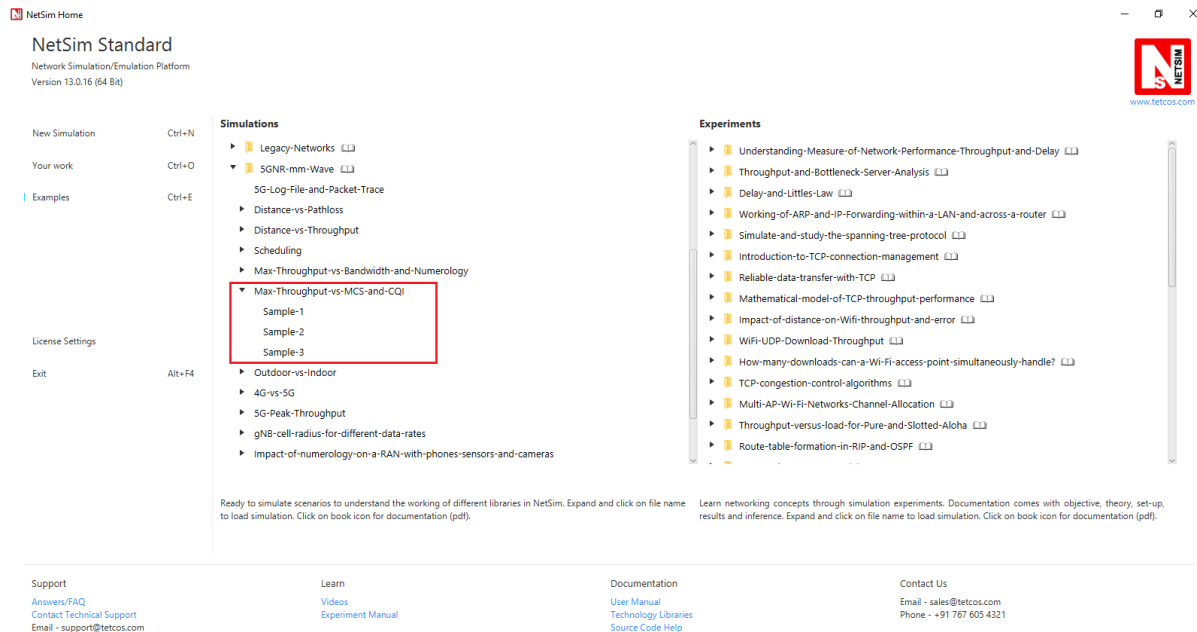 NetSim Home
NetSim Standard
Network Simulation/Emulation Platform
Version 13.0.16 (64 Bit)
NETSIM
www.tetcos.com
New Simulation Ctrl+N
Your work Ctrl+O
Examples Ctrl+E
License Settings
Exit Alt+F4
Simulations
Legacy-Networks
5GNR-mm-Wave
5G-Log-File-and-Packet-Trace
Distance-vs-Pathloss
Distance-vs-Throughput
Scheduling
Max-Throughput-vs-Bandwidth-and-Numerology
Max-Throughput-vs-MCS-and-CQI
Sample-1
Sample-2
Sample-3
Outdoor-vs-Indoor
4G-vs-5G
5G-Peak-Throughput
gNB-cell-radius-for-different-data-rates
Impact-of-numerology-on-a-RAN-with-phones-sensors-and-cameras
Ready to simulate scenarios to understand the working of different libraries in NetSim. Expand and click on file name
to load simulation. Click on book icon for documentation (pdf).
Experiments
Understanding-Measure-of-Network-Performance-Throughput-and-Delay
Throughput-and-Bottleneck-Server-Analysis
Delay-and-Littles-Law
Working-of-ARP-and-IP-Forwarding-within-a-LAN-and-across-a-router
Simulate-and-study-the-spanning-tree-protocol
Introduction-to-TCP-connection-management
Reliable-data-transfer-with-TCP
Mathematical-model-of-TCP-throughput-performance
Impact-of-distance-on-Wifi-throughput-and-error
WiFi-UDP-Download-Throughput
How-many-downloads-can-a-Wi-Fi-access-point-simultaneously-handle?
TCP-congestion-control-algorithms
Multi-AP-Wi-Fi-Networks-Channel-Allocation
Throughput-versus-load-for-Pure-and-Slotted-Aloha
Route-table-formation-in-RIP-and-OSPF
Learn networking concepts through simulation experiments. Documentation comes with objective, theory, set-up,
results and inference. Expand and click on file name to load simulation. Click on book icon for documentation (pdf).
Support
Answers/FAQ
Contact Technical Support
Email - support@tetcos.com
Learn
Videos
Experiment Manual
Documentation
User Manual
Technology Libraries
Source Code Help
Contact Us
Email - sales@tetcos.com
Phone - +91 767 605 4321